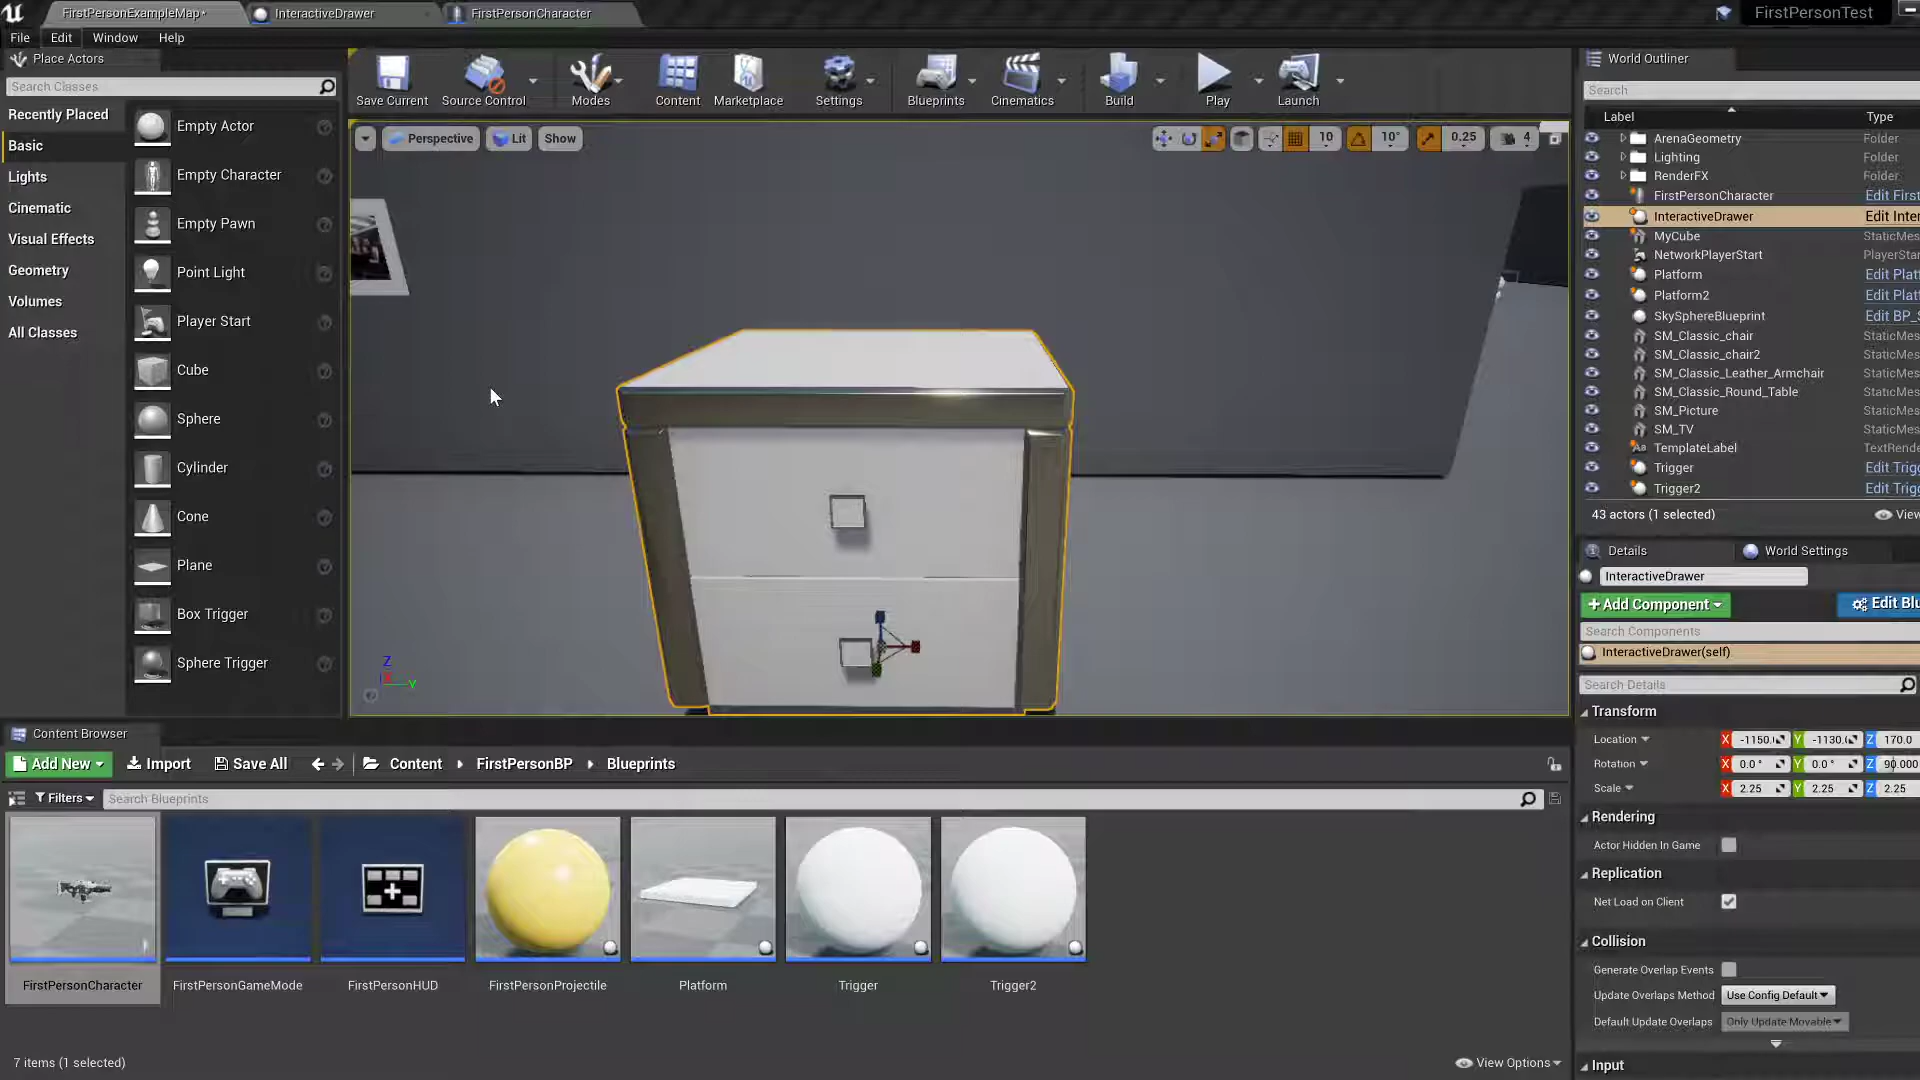 FirstPersonExampleMap*
InteractiveDrawer
FirstPersonCharacter
FirstPersonTest
File Edit Window Help
Place Actors
Search Classes
Recently Placed
Basic
Lights
Cinematic
Visual Effects
Geometry
Volumes
All Classes
Empty Actor
Empty Character
Empty Pawn
Point Light
Player Start
Cube
Sphere
Cylinder
Cone
Plane
Box Trigger
Sphere Trigger
Save Current
Source Control
Modes
Content
Marketplace
Settings
Blueprints
Cinematics
Build
Play
Launch
Perspective
Lit
Show
10
10°
0.25
4
Z
X
Y
World Outliner
Search
Label Type
ArenaGeometry Folder
Lighting Folder
RenderFX Folder
FirstPersonCharacter Edit First
InteractiveDrawer Edit Inter
MyCube StaticMes
NetworkPlayerStart PlayerStar
Platform Edit Platf
Platform2 Edit Platf
SkySphereBlueprint Edit BP_S
SM_Classic_chair StaticMes
SM_Classic_chair2 StaticMes
SM_Classic_Leather_Armchair StaticMes
SM_Classic_Round_Table StaticMes
SM_Picture StaticMes
SM_TV StaticMes
TemplateLabel TextRende
Trigger Edit Trigg
Trigger2 Edit Trigg
43 actors (1 selected) View
Details World Settings
InteractiveDrawer
+Add Component Edit Blu
Search Components
InteractiveDrawer(self)
Search Details
Transform
Location X -1150.0 Y -1130.0 Z 170.0
Rotation X 0.0° Y 0.0° Z 90.000
Scale X 2.25 Y 2.25 Z 2.25
Rendering
Actor Hidden In Game
Replication
Net Load on Client
Collision
Generate Overlap Events
Update Overlaps Method Use Config Default
Default Update Overlaps Only Update Movable
Input
Content Browser
Add New Import Save All Content FirstPersonBP Blueprints
Filters Search Blueprints
FirstPersonCharacter
FirstPersonGameMode
FirstPersonHUD
FirstPersonProjectile
Platform
Trigger
Trigger2
7 items (1 selected)
View Options